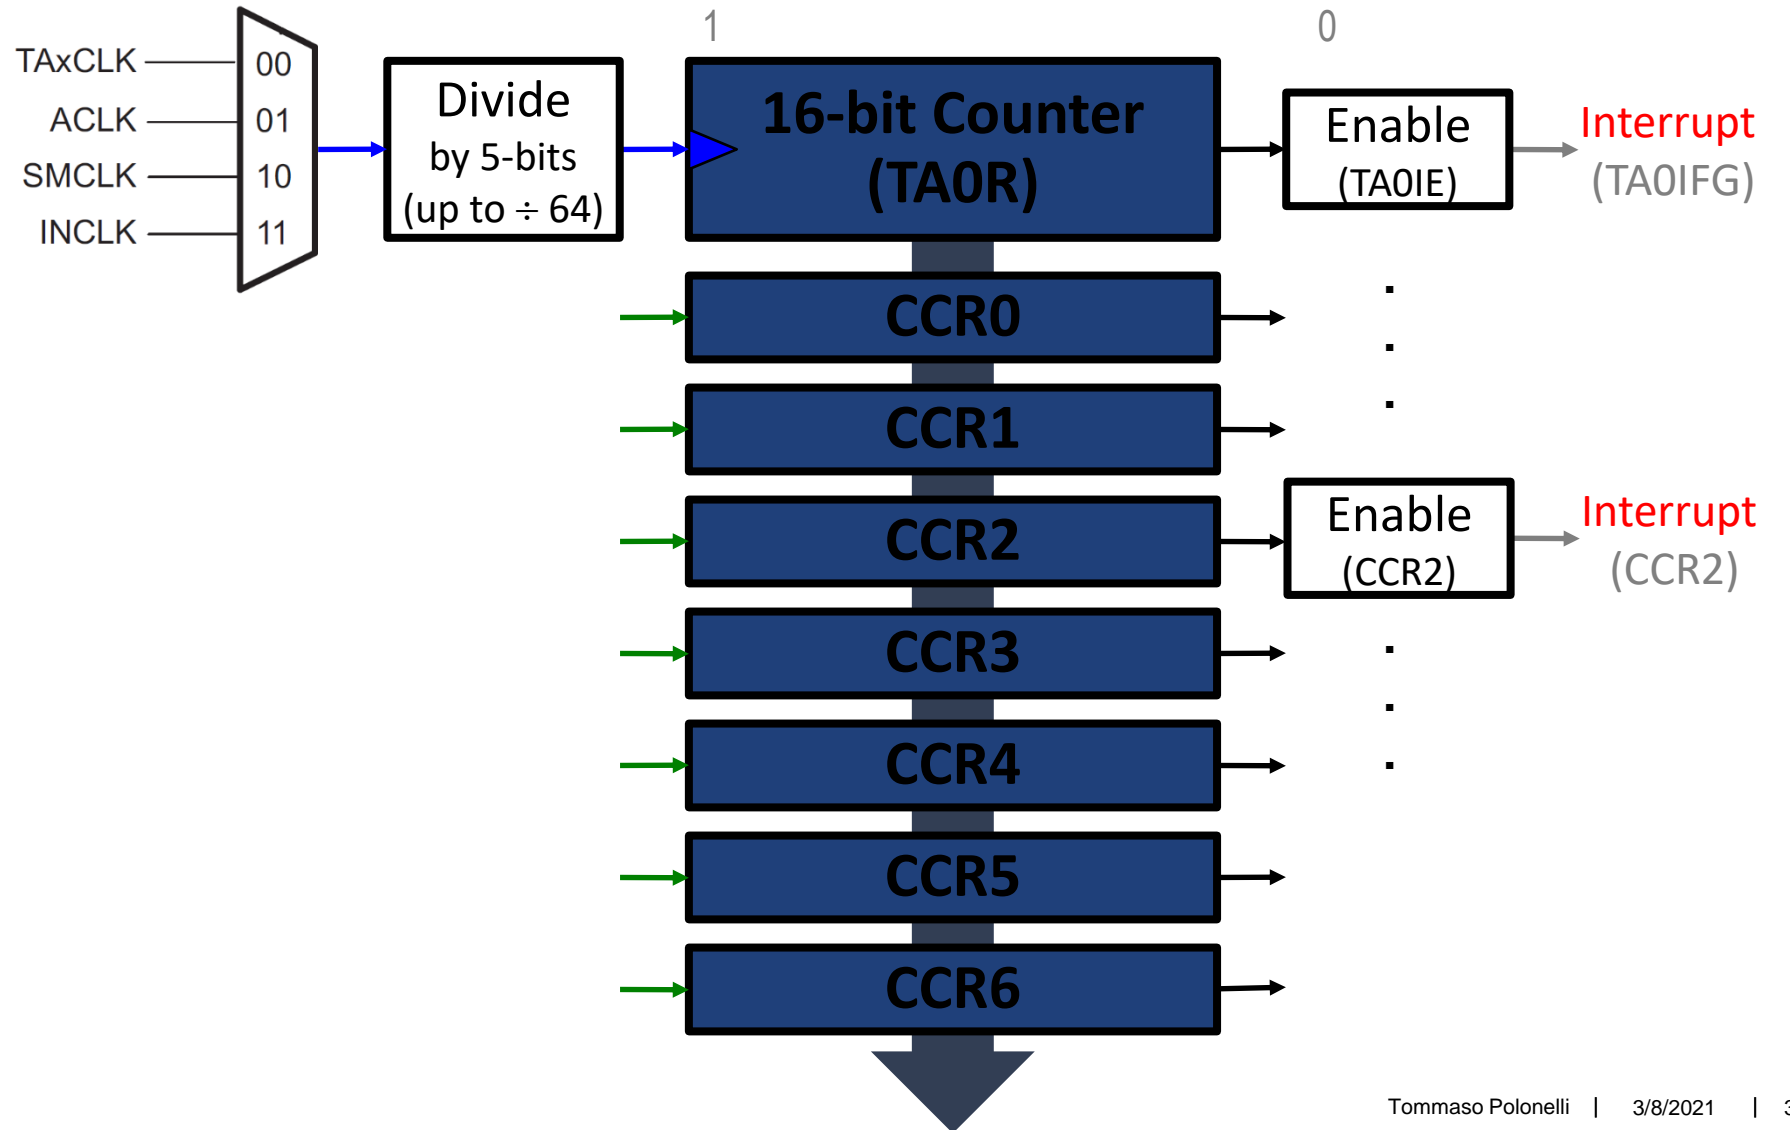 1
0
TAxCLK
00
ACLK
01
SMCLK
10
INCLK
11
Divide
by 5-bits
(up to ÷ 64)
16-bit Counter
(TA0R)
Enable
(TA0IE)
Interrupt
(TA0IFG)
CCR0
.
.
.
CCR1
CCR2
Enable
(CCR2)
Interrupt
(CCR2)
CCR3
.
.
.
CCR4
CCR5
CCR6
Tommaso Polonelli | 3/8/2021 |